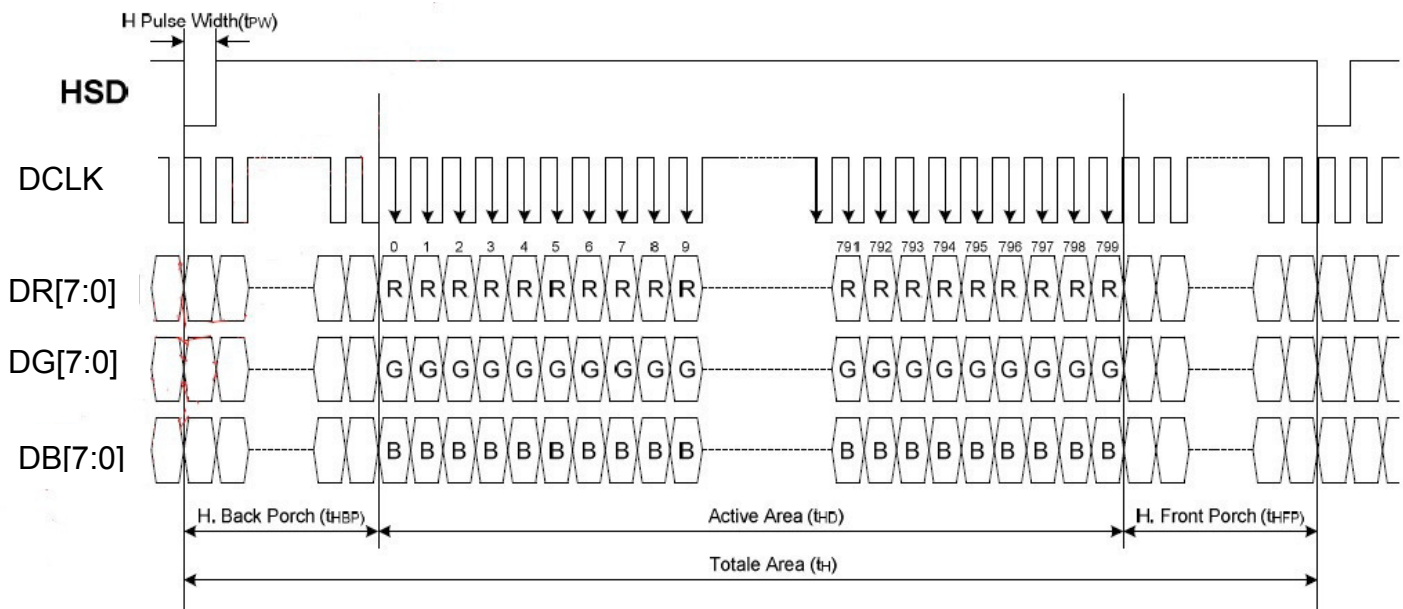 H Pulse Width(tPW)
HSD
DCLK
0 1 2 3 4 5 6 7 8 9 791 792 793 794 795 796 797 798 799
DR[7:0] R R R R R R R R R R R R R R R R R R R
DG[7:0] G G G G G G G G G G G G G G G G G G G
DB[7:0] B B B B B B B B B B B B B B B B B B B
H. Back Porch (tHBP) Active Area (tHD) H. Front Porch (tHFP)
Totale Area (tH)